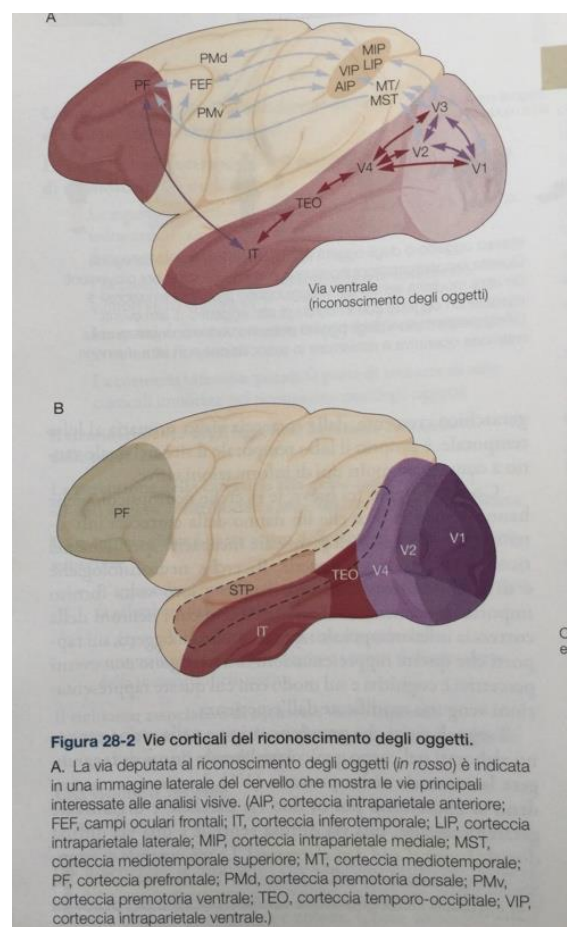 A
PMd
MIP
VIP LIP
AIP
MT/
MST
PF
FEF
PMv
V3
V2
V4
V1
TEO
IT
Via ventrale
(riconoscimento degli oggetti)
B
PF
V1
V2
V4
TEO
STP
IT
C
e
Figura 28-2 Vie corticali del riconoscimento degli oggetti.
A. La via deputata al riconoscimento degli oggetti (in rosso) è indicata
in una immagine laterale del cervello che mostra le vie principali
interessate alle analisi visive. (AIP, corteccia intraparietale anteriore;
FEF, campi oculari frontali; IT, corteccia inferotemporale; LIP, corteccia
intraparietale laterale; MIP, corteccia intraparietale mediale; MST,
corteccia mediotemporale superiore; MT, corteccia mediotemporale;
PF, corteccia prefrontale; PMd, corteccia premotoria dorsale; PMv,
corteccia premotoria ventrale; TEO, corteccia temporo-occipitale; VIP,
corteccia intraparietale ventrale.)